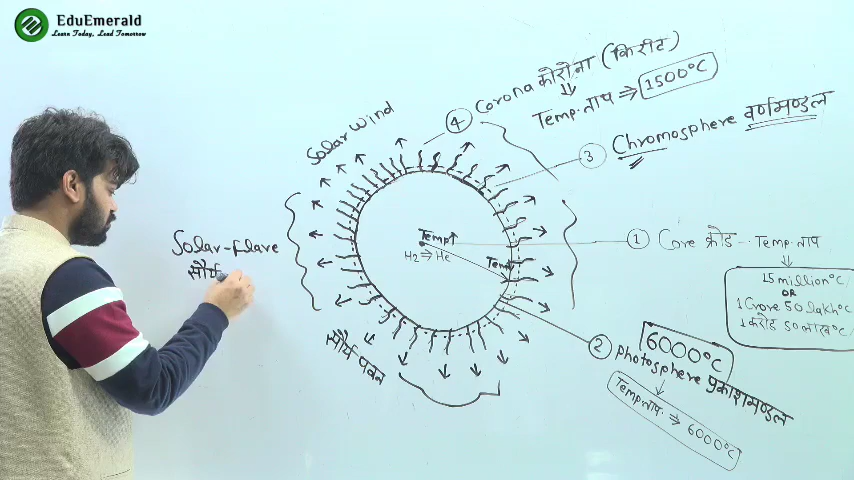 EduEmerald
Learn Today, Lead Tomorrow
④ Corona कोरोना (किरीट)
Temp. ताप ⇒ 1500°C
Solar wind
③ Chromosphere वर्णमण्डल
Solar-flare
सौर्य
Temp↑
H₂ ⇒ He
Temp↓
① Core क्रोड .. Temp. ताप
15 million°C
OR
1 Crore 50 lakh°C
1 करोड 50 लाख°C
सौर्य पवन
② 6000°C
Photosphere प्रकाशमण्डल
Temp. ताप. ⇒ 6000°C